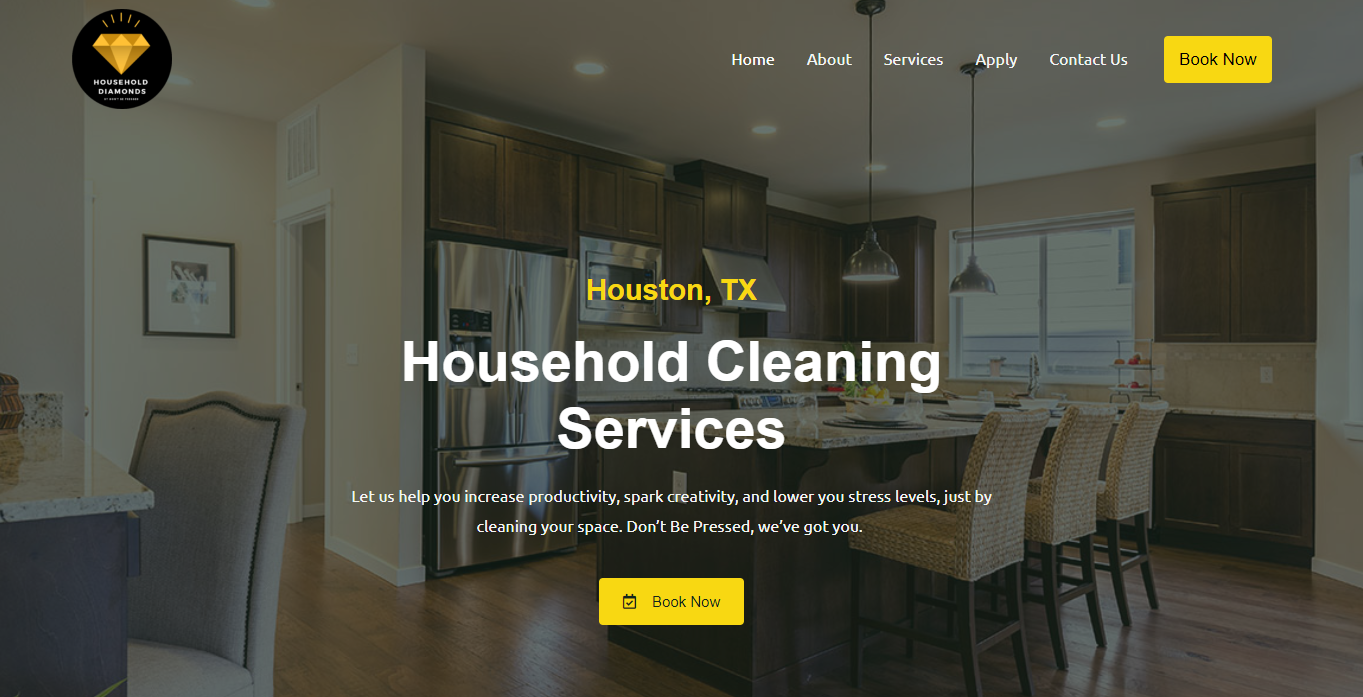 HOUSEHOLD
DIAMONDS
Home About Services Apply Contact Us Book Now
Houston, TX
Household Cleaning
Services
Let us help you increase productivity, spark creativity, and lower you stress levels, just by
cleaning your space. Don’t Be Pressed, we’ve got you.
Book Now